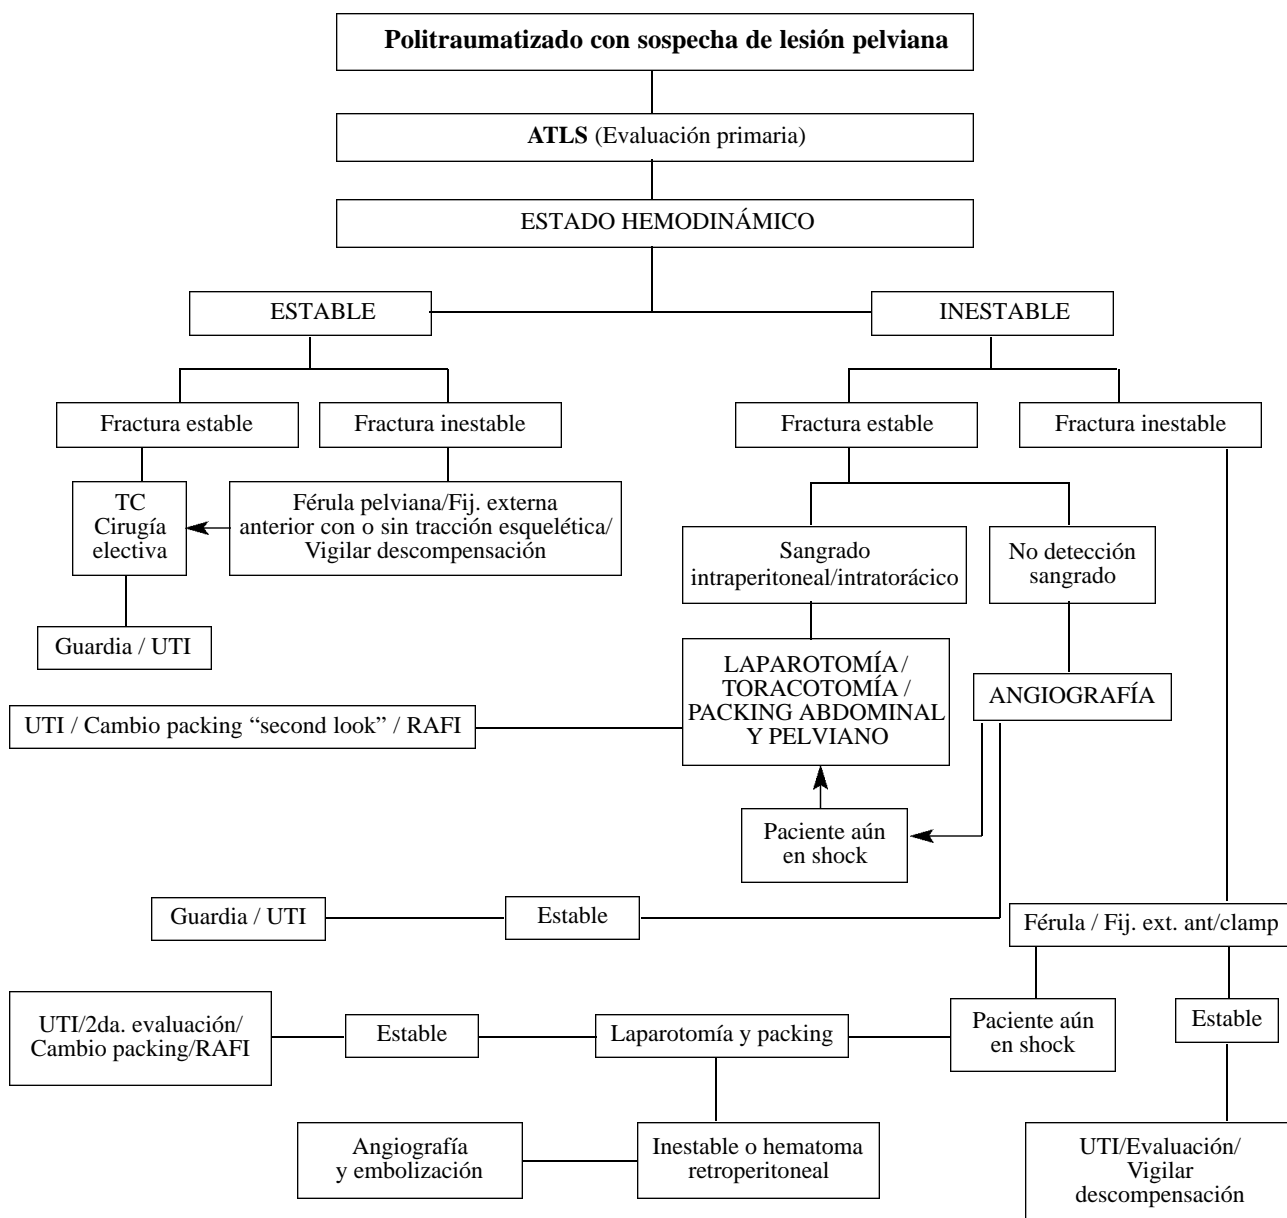 Politraumatizado con sospecha de lesión pelviana
ATLS (Evaluación primaria)
ESTADO HEMODINÁMICO
ESTABLE
INESTABLE
Fractura estable
Fractura inestable
Fractura estable
Fractura inestable
TC
Cirugía
electiva
Férula pelviana/Fij. externa
anterior con o sin tracción esquelética/
Vigilar descompensación
Sangrado
intraperitoneal/intratorácico
No detección
sangrado
Guardia / UTI
LAPAROTOMÍA /
TORACOTOMÍA /
PACKING ABDOMINAL
Y PELVIANO
ANGIOGRAFÍA
UTI / Cambio packing “second look” / RAFI
Paciente aún
en shock
Guardia / UTI
Estable
Férula / Fij. ext. ant/clamp
UTI/2da. evaluación/
Cambio packing/RAFI
Estable
Laparotomía y packing
Paciente aún
en shock
Estable
Angiografía
y embolización
Inestable o hematoma
retroperitoneal
UTI/Evaluación/
Vigilar
descompensación